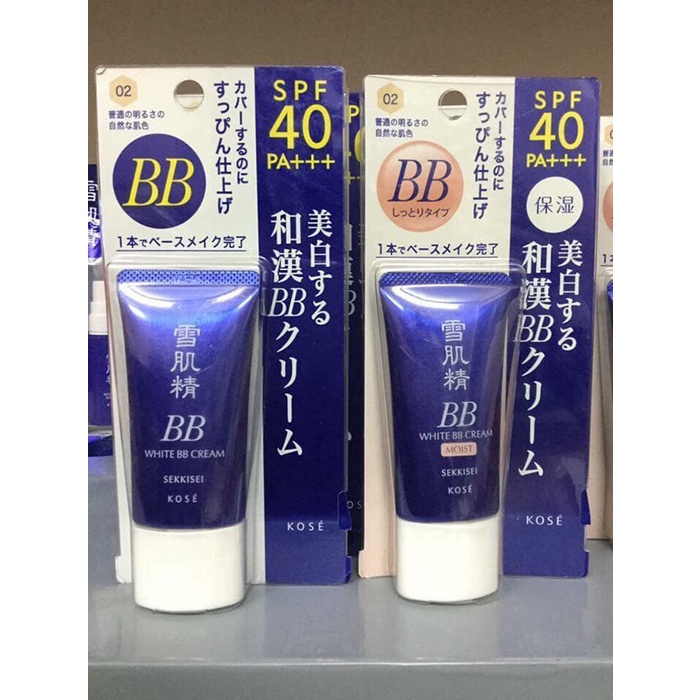 02
普通の明るさの
自然な肌色
カバーするのに
すっぴん仕上げ
BB
1本でベースメイク完了
SPF
40
PA+++
美白する
和漢BBクリーム
雪肌精
BB
WHITE BB CREAM
SEKKISEI
KOSÉ
KOSÉ
02
普通の明るさの
自然な肌色
カバーするのに
すっぴん仕上げ
BB
しっとりタイプ
1本でベースメイク完了
SPF
40
PA+++
保湿
美白する
和漢BBクリーム
雪肌精
BB
WHITE BB CREAM
MOIST
SEKKISEI
KOSÉ
KOSÉ